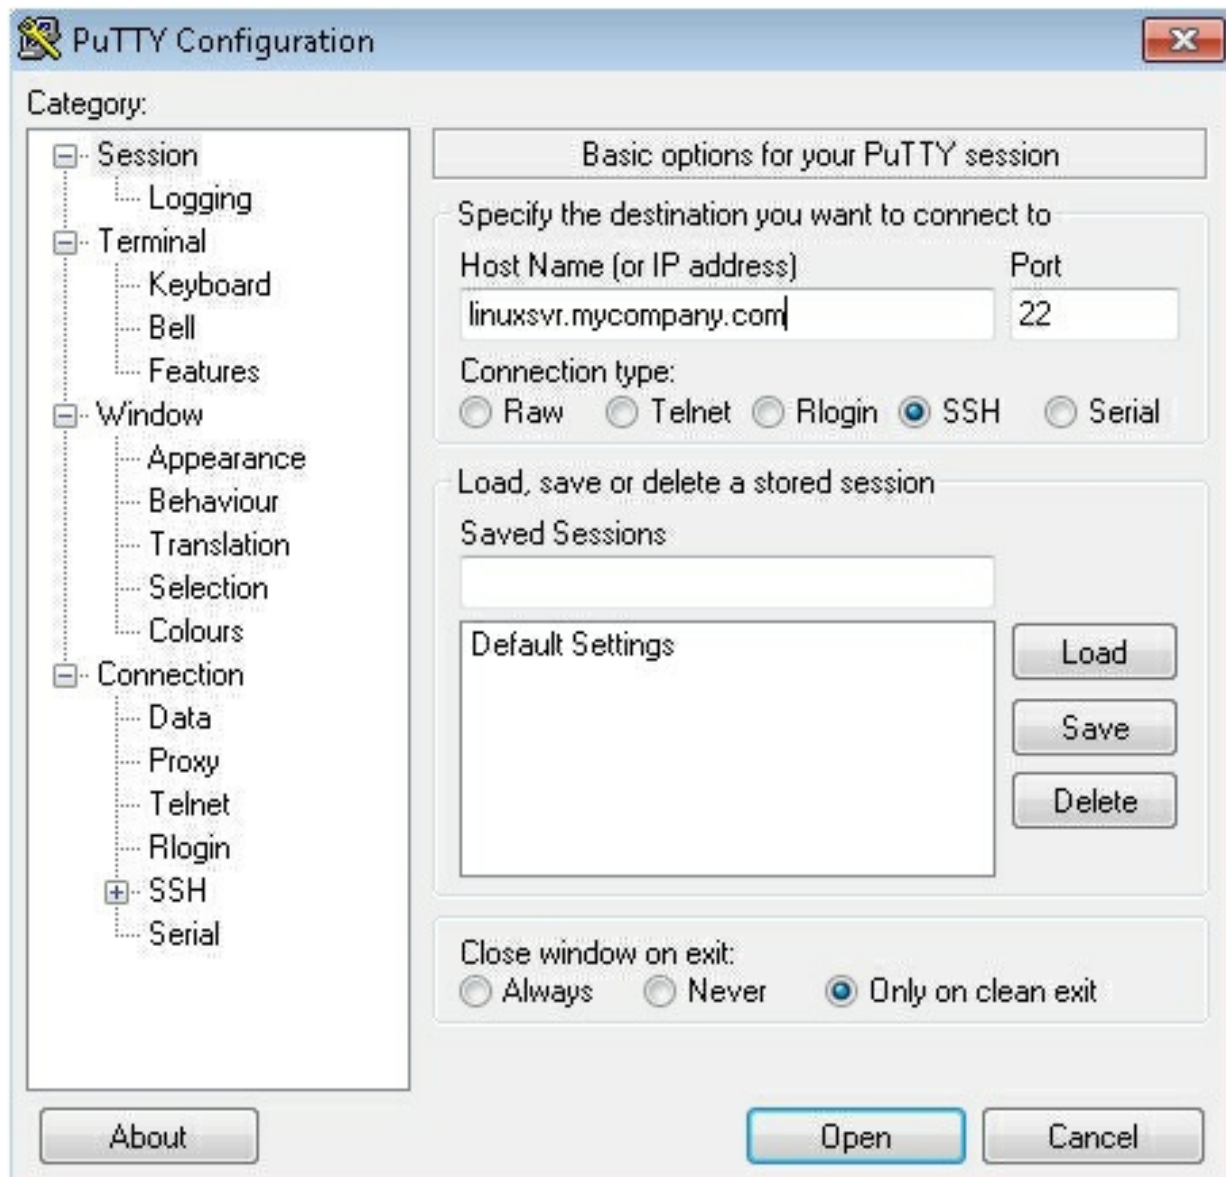 PuTTY Configuration
Category:
Session
Logging
Terminal
Keyboard
Bell
Features
Window
Appearance
Behaviour
Translation
Selection
Colours
Connection
Data
Proxy
Telnet
Rlogin
SSH
Serial
Basic options for your PuTTY session
Specify the destination you want to connect to
Host Name (or IP address) Port
linuxsvr.mycompany.com 22
Connection type:
Raw Telnet Rlogin SSH Serial
Load, save or delete a stored session
Saved Sessions
Default Settings
Load
Save
Delete
Close window on exit:
Always Never Only on clean exit
About Open Cancel